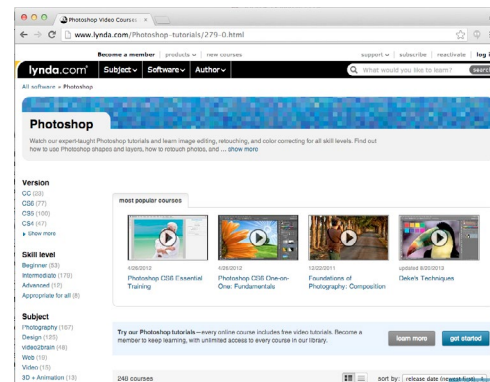 Photoshop Video Courses
www.lynda.com/Photoshop-tutorials/279-0.html
Become a member products new courses support subscribe reactivate log i
lynda.com Subject Software Author What would you like to learn? searc
All software » Photoshop
Photoshop
Watch our expert-taught Photoshop tutorials and learn image editing, retouching, and color correcting for all skill levels. Find out
how to use Photoshop shapes and layers, how to retouch photos, and ... show more
Version
CC (20)
CS6 (77)
CS5 (100)
CS4 (47)
Show more
Skill level
Beginner (53)
Intermediate (179)
Advanced (12)
Appropriate for all (8)
Subject
Photography (167)
Design (125)
video2brain (48)
Web (19)
Video (13)
3D + Animation (13)
most popular courses
4/26/2012
Photoshop CS6 Essential
Training
4/26/2012
Photoshop CS6 One-on-
One: Fundamentals
12/22/2011
Foundations of
Photography: Composition
updated 9/20/2013
Deke's Techniques
Try our Photoshop tutorials—every online course includes free video tutorials. Become a
member to keep learning, with unlimited access to every course in our library.
learn more get started
248 courses sort by: release date